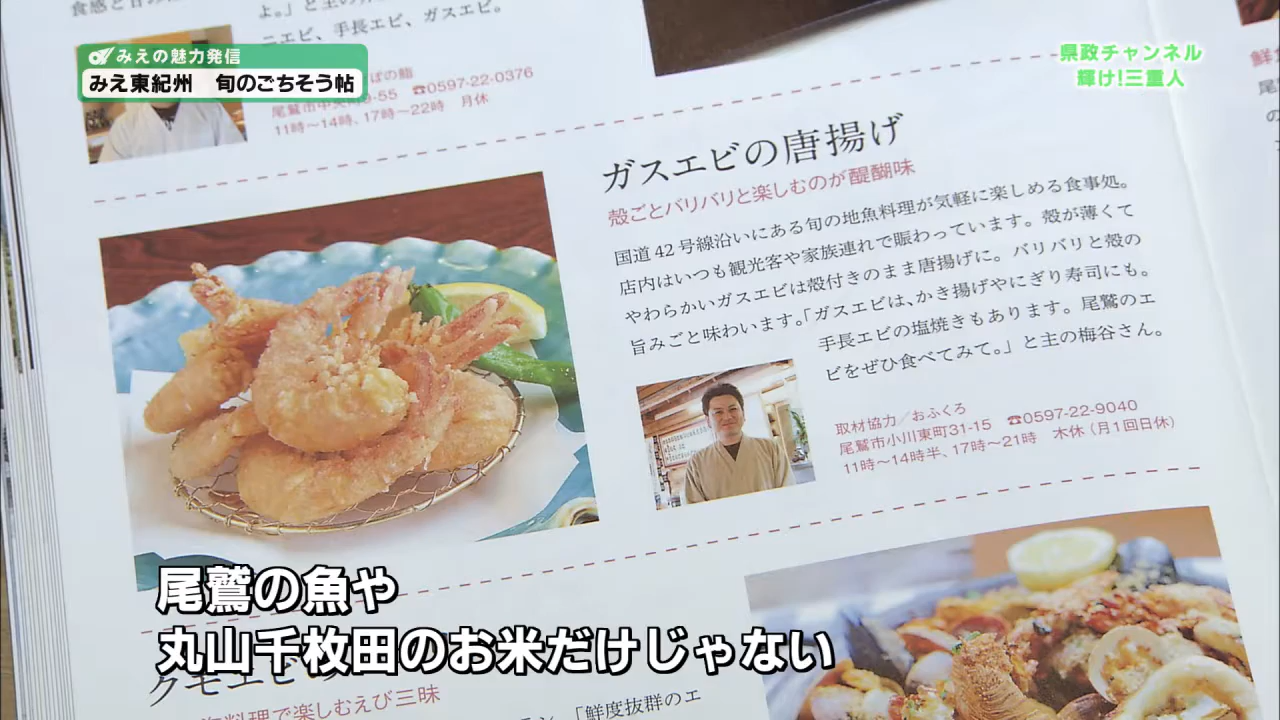 食感と旨の
よ。」と主の
ニエビ、手長エビ、ガスエビ。
みえの魅力発信
みえ東紀州 旬のごちそう帖
県政チャンネル
輝け!三重人
ぼの鮨
尾鷲市中央町9-55 ☎0597-22-0376
11時〜14時、17時〜22時 月休
ガスエビの唐揚げ
殻ごとバリバリと楽しむのが醍醐味
国道42号線沿いにある旬の地魚料理が気軽に楽しめる食事処。
店内はいつも観光客や家族連れで賑わっています。殻が薄くて
やわらかいガスエビは殻付きのまま唐揚げに。バリバリと殻の
旨みごと味わいます。「ガスエビは、かき揚げやにぎり寿司にも。
手長エビの塩焼きもあります。尾鷲のエ
ビをぜひ食べてみて。」と主の梅谷さん。
取材協力／おふくろ
尾鷲市小川東町31-15 ☎0597-22-9040
11時〜14時半、17時〜21時 木休（月1回日休）
尾鷲の魚や
丸山千枚田のお米だけじゃない
クモエビの
海料理で楽しむえび三昧
「鮮度抜群のエ